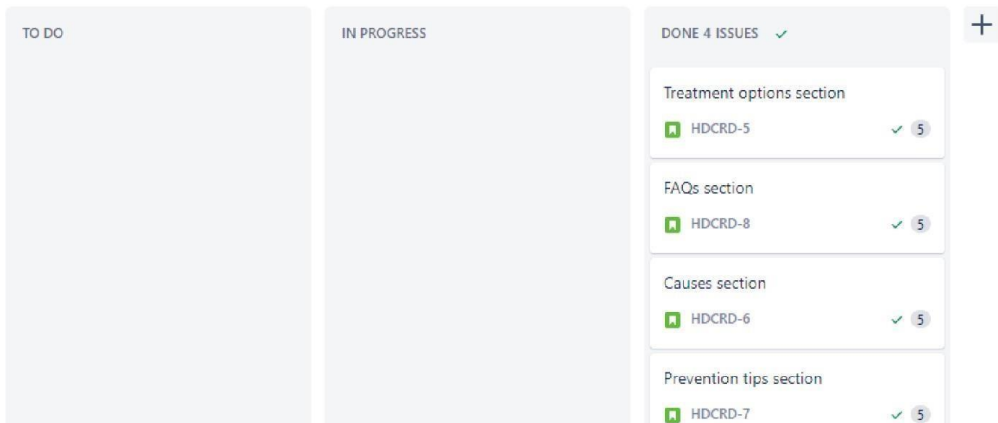 TO DO
IN PROGRESS
DONE 4 ISSUES
Treatment options section
HDCRD-5 5
FAQs section
HDCRD-8 5
Causes section
HDCRD-6 5
Prevention tips section
HDCRD-7 5